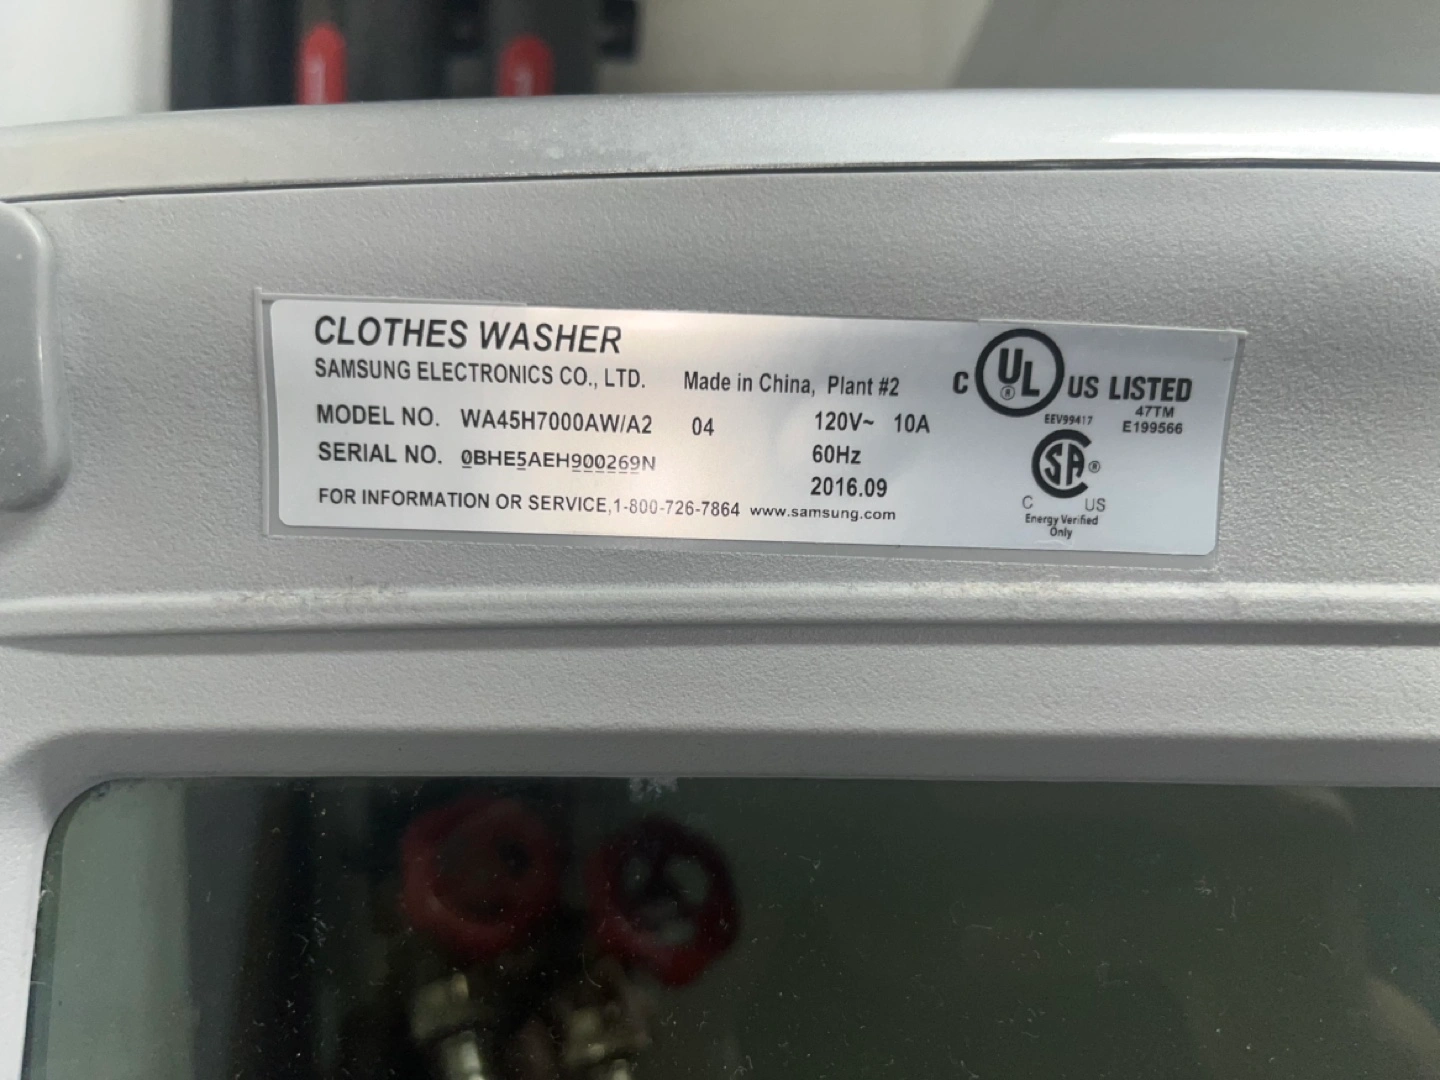 CLOTHES WASHER
SAMSUNG ELECTRONICS CO., LTD. Made in China, Plant #2
MODEL NO. WA45H7000AW/A2 04 120V~ 10A
SERIAL NO. 0BHE5AEH900269N 60Hz
2016.09
FOR INFORMATION OR SERVICE,1-800-726-7864 www.samsung.com
C UL ® US LISTED
EEV99417 47TM
E199566
SA ®
C US
Energy Verified
Only